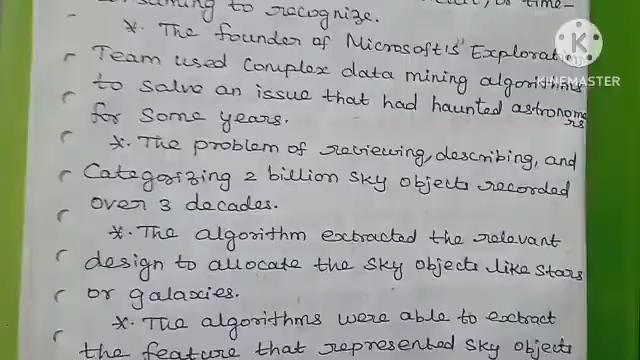 to recognize.
* The founder of Microsoft's' Exploration
Team used complex data mining algorithms
to solve an issue that had haunted astronomers
for some years.
* The problem of reviewing, describing, and
Categorizing 2 billion sky objects recorded
over 3 decades.
* The algorithm extracted the relevant
design to allocate the sky objects like stars
or galaxies.
* The algorithms were able to extract
the feature that represented sky objects
KINEMASTER